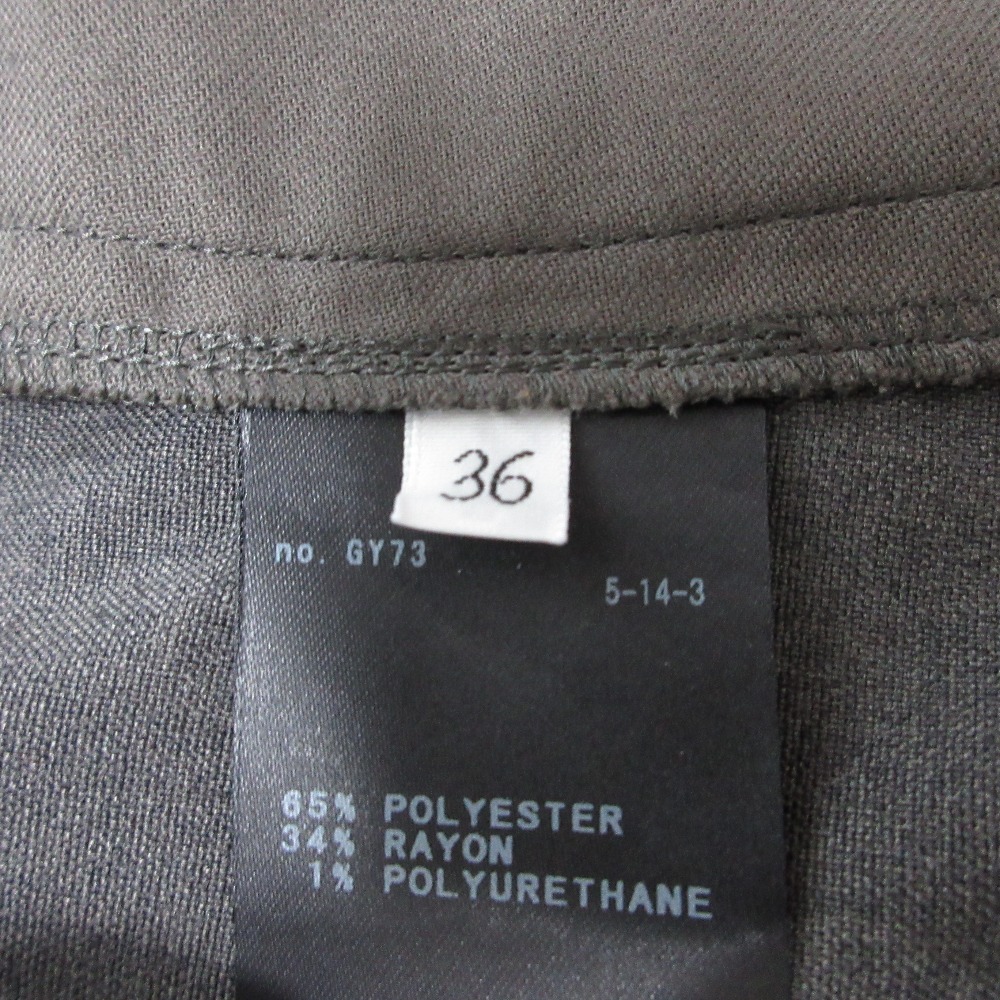 36
no. GY73
5-14-3
65% POLYESTER
34% RAYON
1% POLYURETHANE